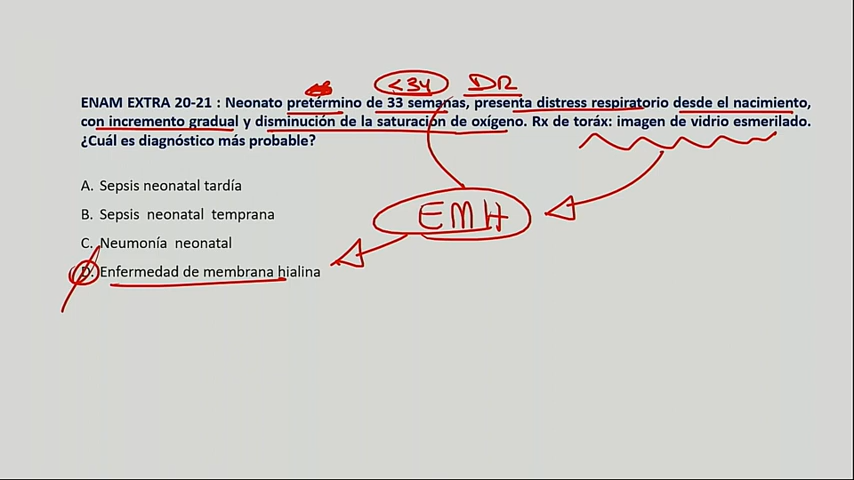 <34 DR
ENAM EXTRA 20-21 : Neonato pretérmino de 33 semanas, presenta distress respiratorio desde el nacimiento,
con incremento gradual y disminución de la saturación de oxígeno. Rx de toráx: imagen de vidrio esmerilado.
¿Cuál es diagnóstico más probable?
A. Sepsis neonatal tardía
B. Sepsis neonatal temprana
EMH
C. Neumonía neonatal
D. Enfermedad de membrana hialina